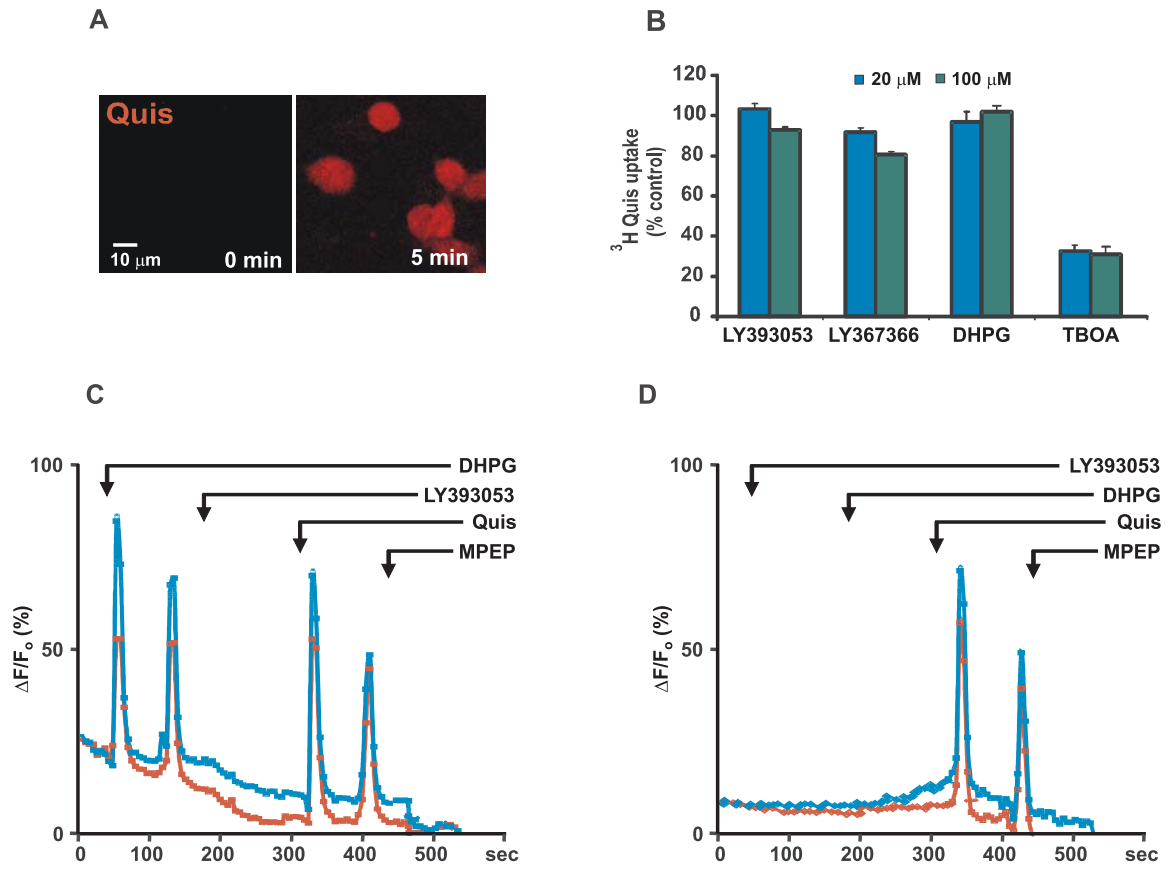 A
Quis
10 μm
0 min
5 min
B
20 μM
100 μM
³H Quis uptake
(% control)
120
100
80
60
40
20
0
LY393053
LY367366
DHPG
TBOA
C
100
50
0
ΔF/Fo (%)
DHPG
LY393053
Quis
MPEP
0 100 200 300 400 500 sec
D
100
50
0
ΔF/Fo (%)
LY393053
DHPG
Quis
MPEP
0 100 200 300 400 500 sec